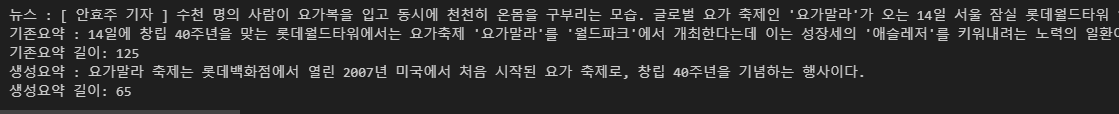 뉴스 : [ 안효주 기자 ] 수천 명의 사람이 요가복을 입고 동시에 천천히 온몸을 구부리는 모습. 글로벌 요가 축제인 '요가말라'가 오는 14일 서울 잠실 롯데월드타워
기존요약 : 14일에 창립 40주년을 맞는 롯데월드타워에서는 요가축제 '요가말라'를 '월드파크'에서 개최한다는데 이는 성장세의 '애슬레저'를 키워내려는 노력의 일환이
기존요약 길이: 125
생성요약 : 요가말라 축제는 롯데백화점에서 열린 2007년 미국에서 처음 시작된 요가 축제로, 창립 40주년을 기념하는 행사이다.
생성요약 길이: 65